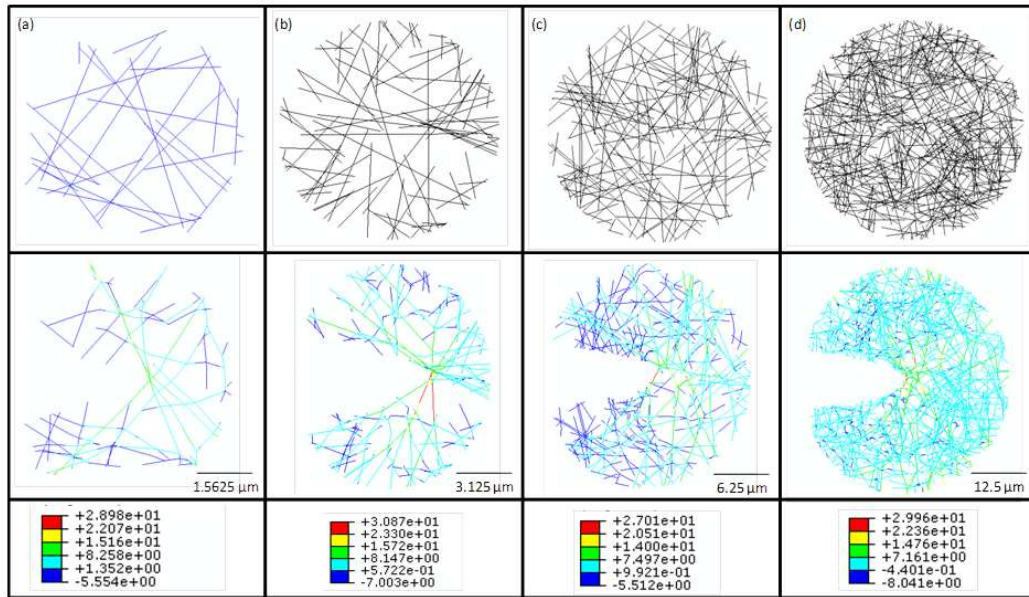 (a)
(b)
(c)
(d)
1.5625 µm
3.125 µm
6.25 µm
12.5 µm
+2.898e+01
+2.207e+01
+1.516e+01
+8.258e+00
+1.352e+00
-5.554e+00
+3.087e+01
+2.330e+01
+1.572e+01
+8.147e+00
+5.722e-01
-7.003e+00
+2.701e+01
+2.051e+01
+1.400e+01
+7.497e+00
+9.921e-01
-5.512e+00
+2.996e+01
+2.236e+01
+1.476e+01
+7.161e+00
-4.401e-01
-8.041e+00